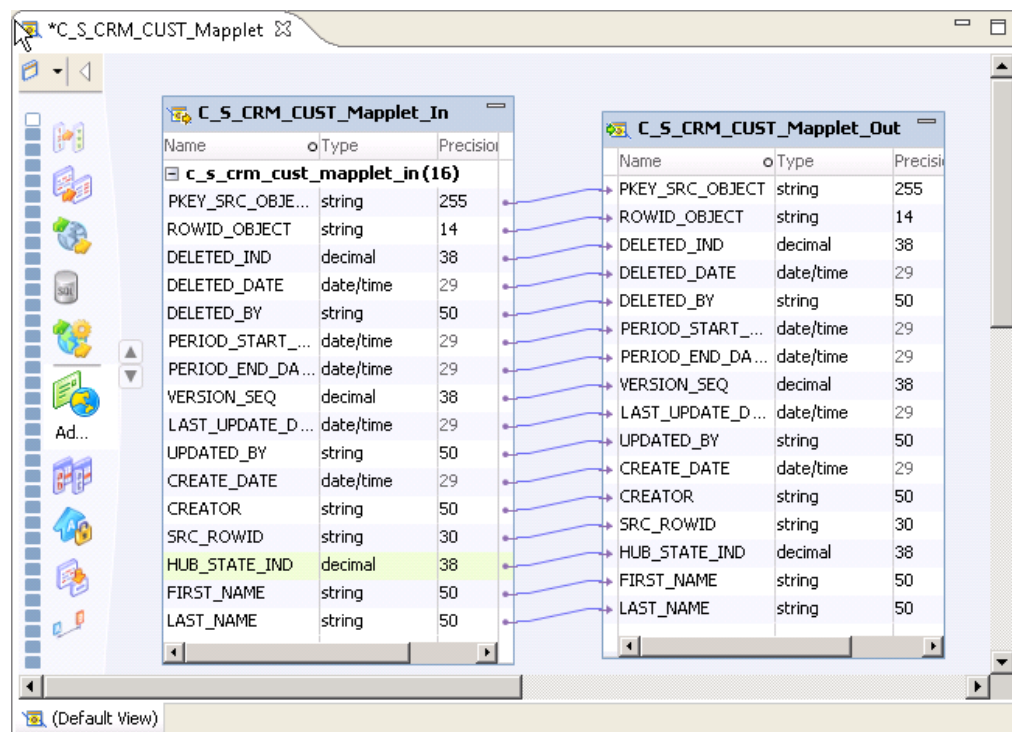 *C_S_CRM_CUST_Mapplet
C_S_CRM_CUST_Mapplet_In
Name Type Precision
c_s_crm_cust_mapplet_in (16)
PKEY_SRC_OBJE... string 255
ROWID_OBJECT string 14
DELETED_IND decimal 38
DELETED_DATE date/time 29
DELETED_BY string 50
PERIOD_START_... date/time 29
PERIOD_END_DA... date/time 29
VERSION_SEQ decimal 38
LAST_UPDATE_D... date/time 29
UPDATED_BY string 50
CREATE_DATE date/time 29
CREATOR string 50
SRC_ROWID string 30
HUB_STATE_IND decimal 38
FIRST_NAME string 50
LAST_NAME string 50
C_S_CRM_CUST_Mapplet_Out
Name Type Precisi
PKEY_SRC_OBJECT string 255
ROWID_OBJECT string 14
DELETED_IND decimal 38
DELETED_DATE date/time 29
DELETED_BY string 50
PERIOD_START_... date/time 29
PERIOD_END_DA... date/time 29
VERSION_SEQ decimal 38
LAST_UPDATE_D... date/time 29
UPDATED_BY string 50
CREATE_DATE date/time 29
CREATOR string 50
SRC_ROWID string 30
HUB_STATE_IND decimal 38
FIRST_NAME string 50
LAST_NAME string 50
SQL
Ad...
(Default View)